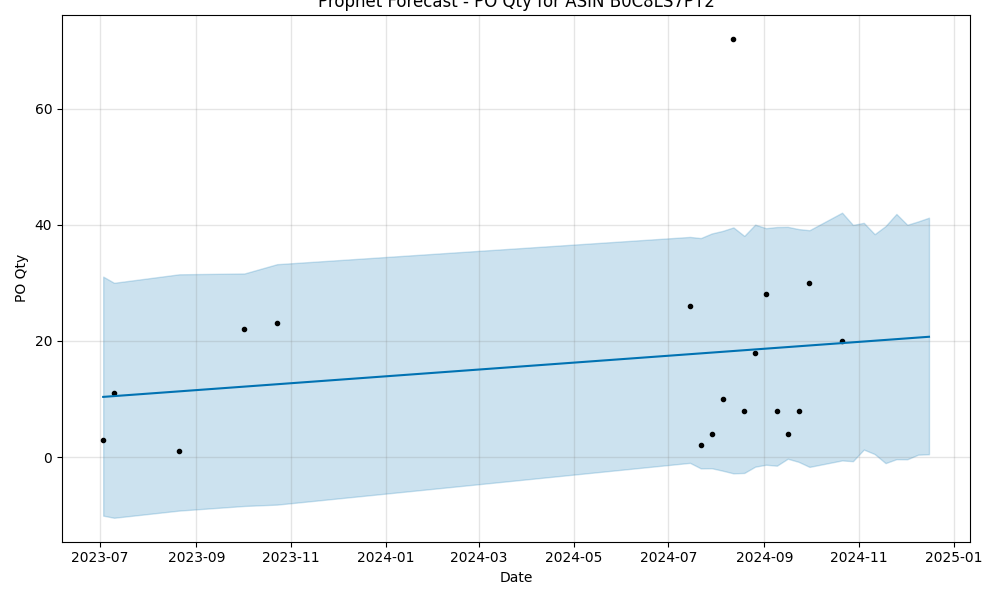 Prophet Forecast - PO Qty for ASIN B0C8LS7PT2
60
40
20
0
PO Qty
2023-07 2023-09 2023-11 2024-01 2024-03 2024-05 2024-07 2024-09 2024-11 2025-01
Date